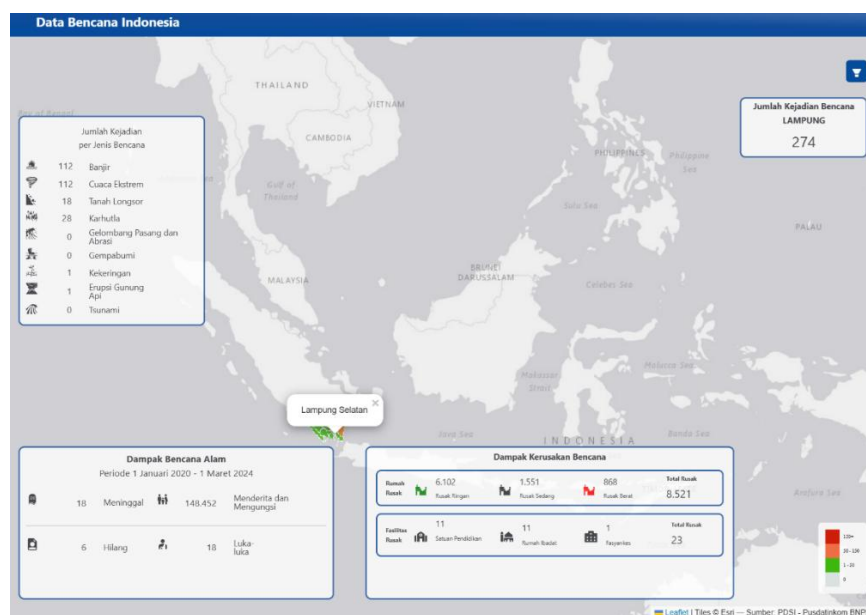 Data Bencana Indonesia
THAILAND
VIETNAM
CAMBODIA
Gulf of
Thailand
PHILIPPINES
Philippine
Sea
Sulu Sea
PALAU
MALAYSIA
BRUNEI
DARUSSALAM
Celebes Sea
Makassar
Strait
Molucca Sea
Java Sea
INDONESIA
Banda Sea
Arafura Sea
Jumlah Kejadian Bencana
LAMPUNG
274
Jumlah Kejadian
per Jenis Bencana
112 Banjir
112 Cuaca Ekstrem
18 Tanah Longsor
28 Karhutla
0 Gelombang Pasang dan
Abrasi
0 Gempabumi
1 Kekeringan
1 Erupsi Gunung
Api
0 Tsunami
Lampung Selatan ×
Dampak Bencana Alam
Periode 1 Januari 2020 - 1 Maret 2024
18 Meninggal 148.452 Menderita dan
Mengungsi
6 Hilang 18 Luka-
luka
Dampak Kerusakan Bencana
Rumah
Rusak
6.102
Rusak Ringan
1.551
Rusak Sedang
868
Rusak Berat
Total Rusak
8.521
Fasilitas
Rusak
11
Satuan Pendidikan
11
Rumah Ibadat
1
Fasyankes
Total Rusak
23
0
Leaflet | Tiles © Esri — Sumber: PDSI - Pusdatinkom BNP